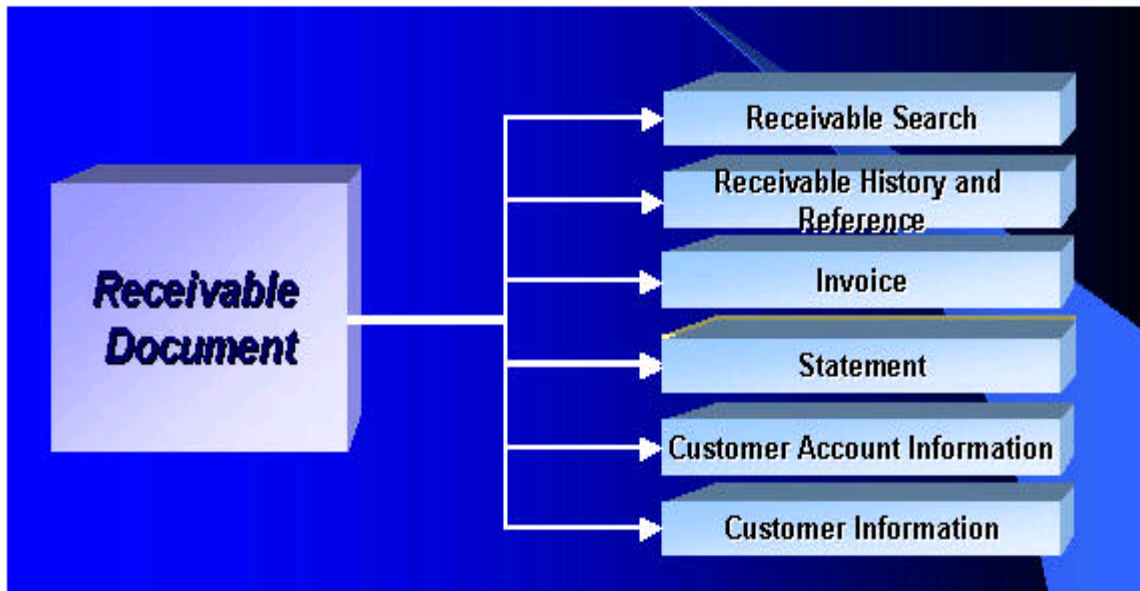 Receivable
Document
Receivable Search
Receivable History and
Reference
Invoice
Statement
Customer Account Information
Customer Information